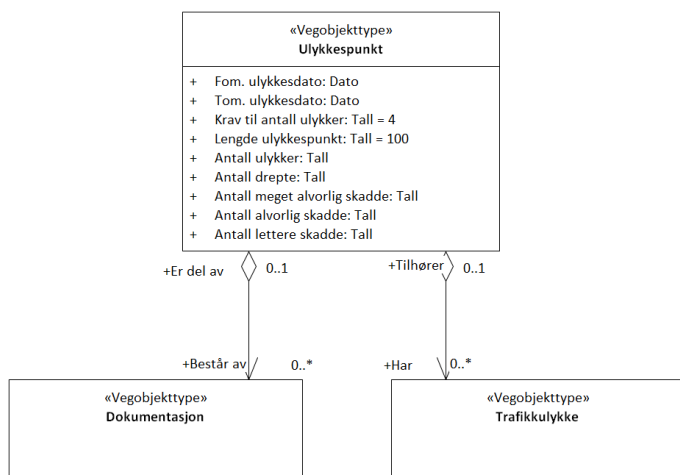 «Vegobjekttype»
Ulykkespunkt
+ Fom. ulykkesdato: Dato
+ Tom. ulykkesdato: Dato
+ Krav til antall ulykker: Tall = 4
+ Lengde ulykkespunkt: Tall = 100
+ Antall ulykker: Tall
+ Antall drepte: Tall
+ Antall meget alvorlig skadde: Tall
+ Antall alvorlig skadde: Tall
+ Antall lettere skadde: Tall
+Er del av 0..1
+Tilhører 0..1
+Består av 0..*
+Har 0..*
«Vegobjekttype»
Dokumentasjon
«Vegobjekttype»
Trafikkulykke